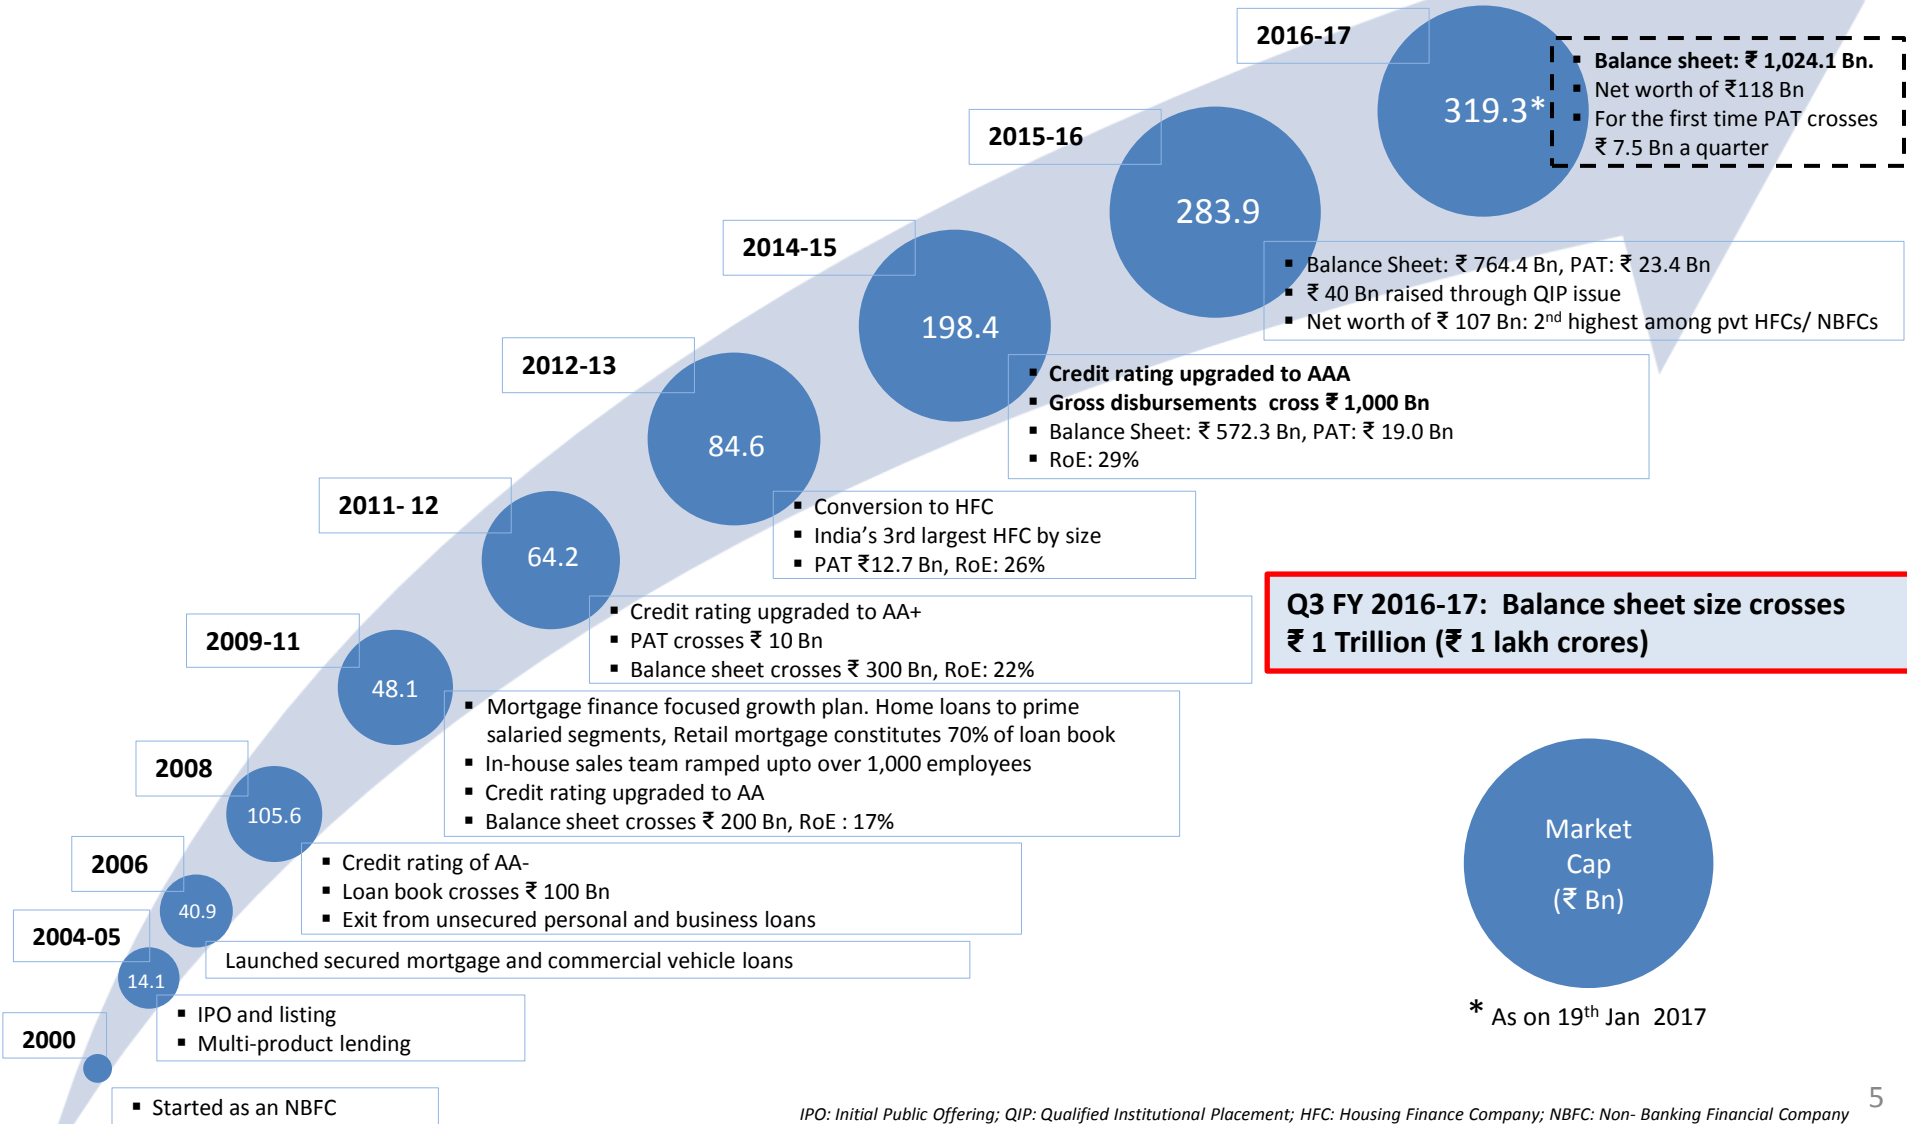 2016-17
319.3*
▪ Balance sheet: ₹ 1,024.1 Bn.
▪ Net worth of ₹118 Bn
▪ For the first time PAT crosses
₹ 7.5 Bn a quarter
2015-16
283.9
▪ Balance Sheet: ₹ 764.4 Bn, PAT: ₹ 23.4 Bn
▪ ₹ 40 Bn raised through QIP issue
▪ Net worth of ₹ 107 Bn: 2nd highest among pvt HFCs/ NBFCs
2014-15
198.4
▪ Credit rating upgraded to AAA
▪ Gross disbursements cross ₹ 1,000 Bn
▪ Balance Sheet: ₹ 572.3 Bn, PAT: ₹ 19.0 Bn
▪ RoE: 29%
2012-13
84.6
▪ Conversion to HFC
▪ India’s 3rd largest HFC by size
▪ PAT ₹12.7 Bn, RoE: 26%
2011- 12
64.2
▪ Credit rating upgraded to AA+
▪ PAT crosses ₹ 10 Bn
▪ Balance sheet crosses ₹ 300 Bn, RoE: 22%
Q3 FY 2016-17: Balance sheet size crosses
₹ 1 Trillion (₹ 1 lakh crores)
2009-11
48.1
▪ Mortgage finance focused growth plan. Home loans to prime
salaried segments, Retail mortgage constitutes 70% of loan book
▪ In-house sales team ramped upto over 1,000 employees
▪ Credit rating upgraded to AA
▪ Balance sheet crosses ₹ 200 Bn, RoE : 17%
2008
105.6
▪ Credit rating of AA-
▪ Loan book crosses ₹ 100 Bn
▪ Exit from unsecured personal and business loans
2006
40.9
Launched secured mortgage and commercial vehicle loans
2004-05
14.1
▪ IPO and listing
▪ Multi-product lending
2000
▪ Started as an NBFC
Market
Cap
(₹ Bn)
* As on 19th Jan 2017
IPO: Initial Public Offering; QIP: Qualified Institutional Placement; HFC: Housing Finance Company; NBFC: Non- Banking Financial Company
5